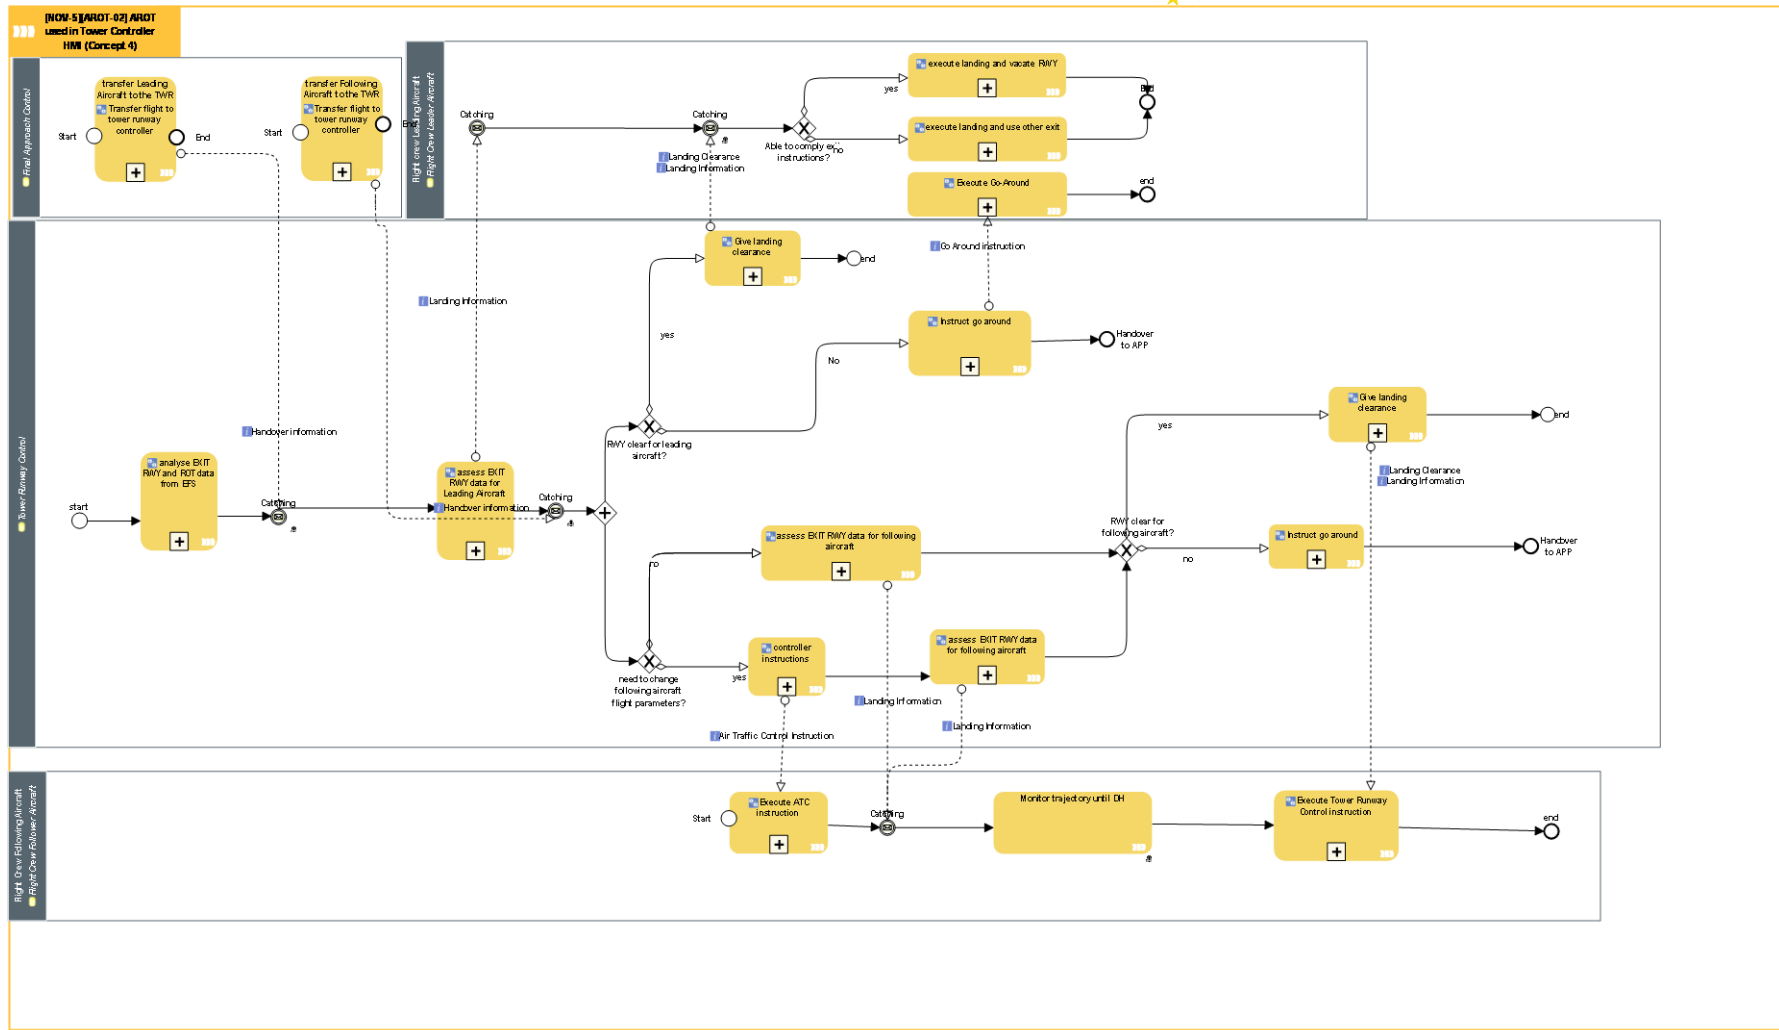 [NOV-5][AROT-02] AROT
used in Tower Controller
HMI (Concept 4)
Final Approach Control
transfer Leading
Aircraft to the TWR
Transfer flight to
tower runway
controller
Start
End
transfer Following
Aircraft to the TWR
Transfer flight to
tower runway
controller
Start
End
Flight crew Leading Aircraft
Flight Crew Leader Aircraft
Catching
Catching
Landing Clearance
Landing Information
Able to comply exit
instructions?
yes
no
execute landing and vacate RWY
execute landing and use other exit
Execute Go-Around
End
end
Tower Runway Control
Give landing
clearance
end
Go Around instruction
Landing Information
yes
No
Instruct go around
Handover
to APP
RWY clear for leading
aircraft?
Handover information
start
analyse EXIT
RWY and ROT data
from EFS
Catching
assess EXIT
RWY data for
Leading Aircraft
Handover information
Catching
yes
Give landing
clearance
end
Landing Clearance
Landing Information
RWY clear for
following aircraft?
no
Instruct go around
Handover
to APP
no
assess EXIT RWY data for following
aircraft
need to change
following aircraft
flight parameters?
yes
controller
instructions
assess EXIT RWY data
for following aircraft
Landing Information
Landing Information
Air Traffic Control Instruction
Flight Crew Following Aircraft
Flight Crew Follower Aircraft
Start
Execute ATC
instruction
Catching
Monitor trajectory until DH
Execute Tower Runway
Control instruction
end